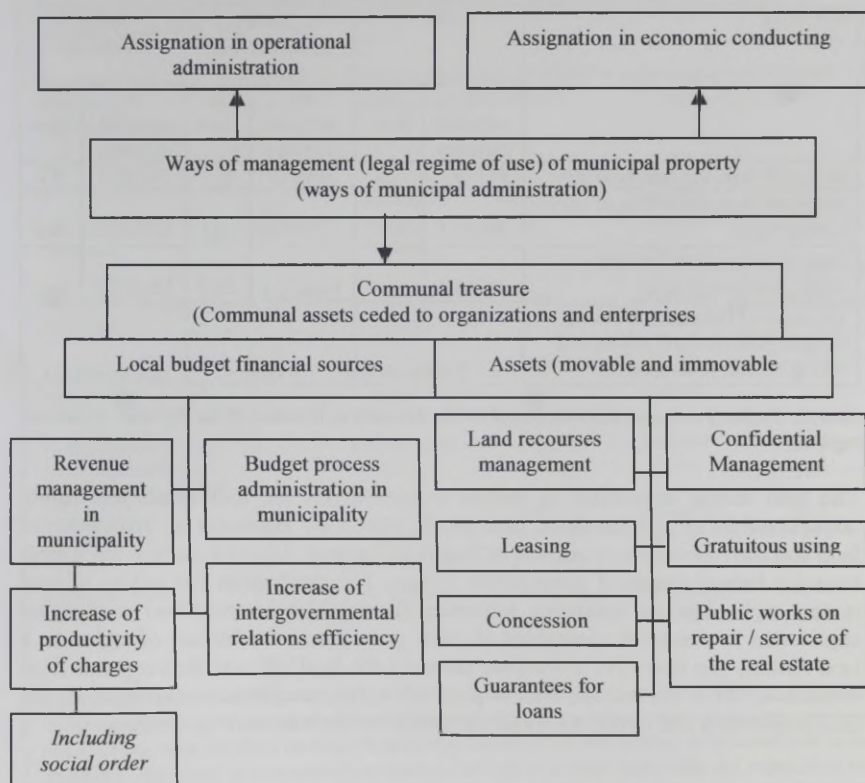 Assignation in operational
administration
Assignation in economic conducting
Ways of management (legal regime of use) of municipal property
(ways of municipal administration)
Communal treasure
(Communal assets ceded to organizations and enterprises
Local budget financial sources
Assets (movable and immovable
Revenue
management
in
municipality
Budget process
administration in
municipality
Increase of
productivity
of charges
Increase of
intergovernmental
relations efficiency
Including
social order
Land recourses
management
Confidential
Management
Leasing
Gratuitous using
Concession
Public works on
repair / service of
the real estate
Guarantees for
loans